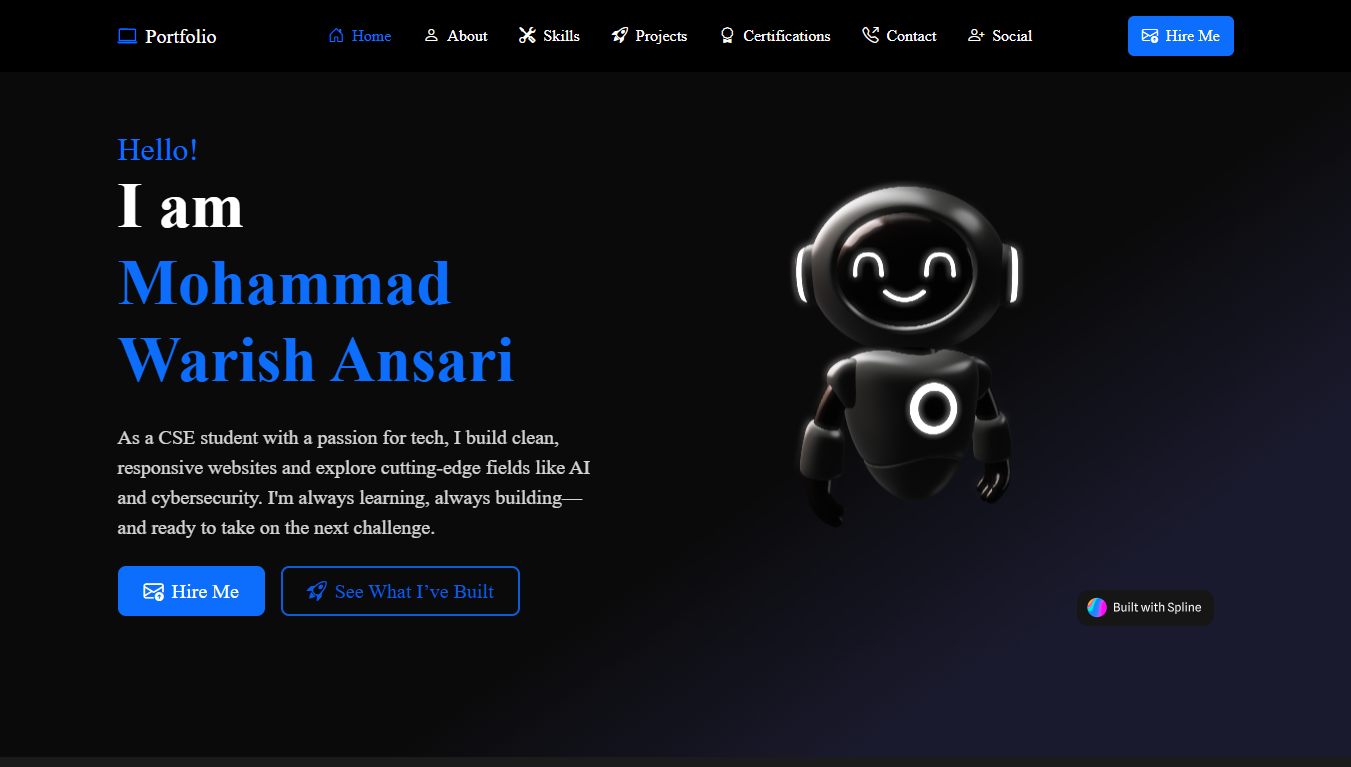 Portfolio
Home About Skills Projects Certifications Contact Social
Hire Me
Hello!
I am
Mohammad
Warish Ansari
As a CSE student with a passion for tech, I build clean,
responsive websites and explore cutting-edge fields like AI
and cybersecurity. I'm always learning, always building—
and ready to take on the next challenge.
Hire Me
See What I’ve Built
Built with Spline